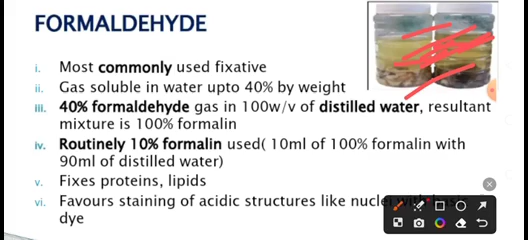 FORMALDEHYDE
i. Most commonly used fixative
ii. Gas soluble in water upto 40% by weight
iii. 40% formaldehyde gas in 100w/v of distilled water, resultant
mixture is 100% formalin
iv. Routinely 10% formalin used( 10ml of 100% formalin with
90ml of distilled water)
v. Fixes proteins, lipids
vi. Favours staining of acidic structures like nuclei
dye